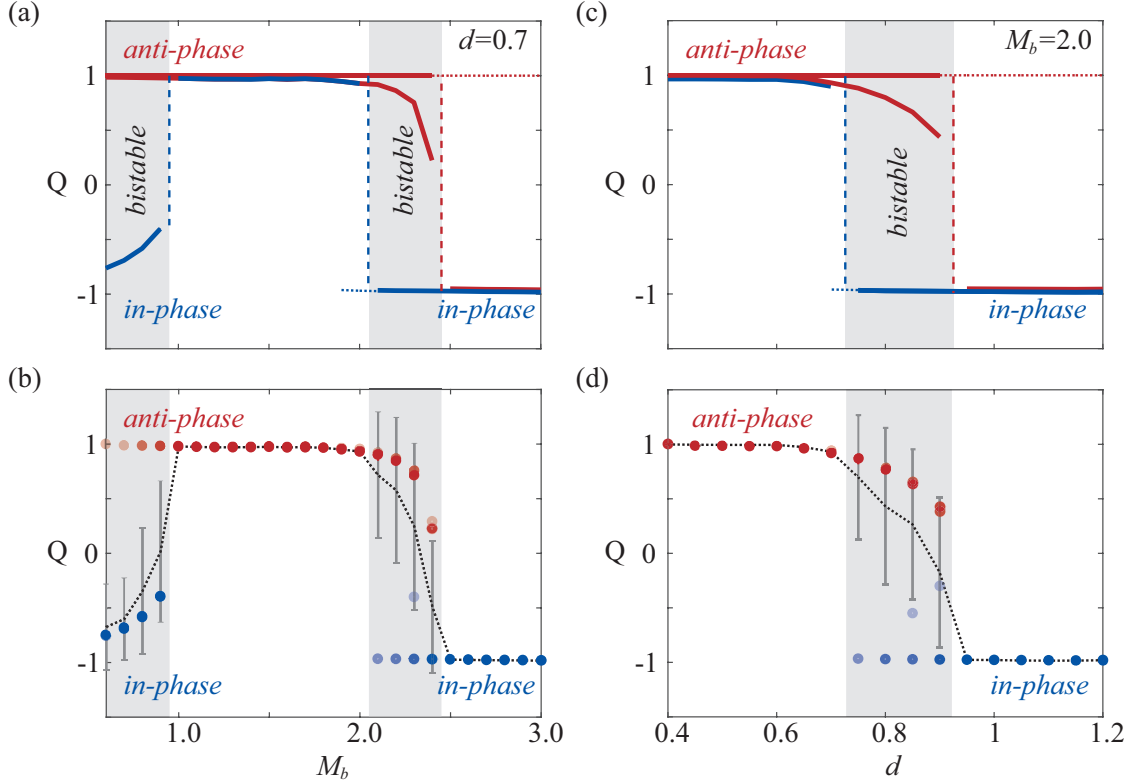 (a)
(c)
anti-phase
d=0.7
anti-phase
M_b=2.0
1
1
bistable
bistable
bistable
Q
0
Q
0
-1
in-phase
in-phase
-1
in-phase
(b)
(d)
anti-phase
anti-phase
1
1
Q
0
Q
0
-1
in-phase
in-phase
-1
in-phase
1.0
2.0
3.0
0.4
0.6
0.8
1
1.2
M_b
d